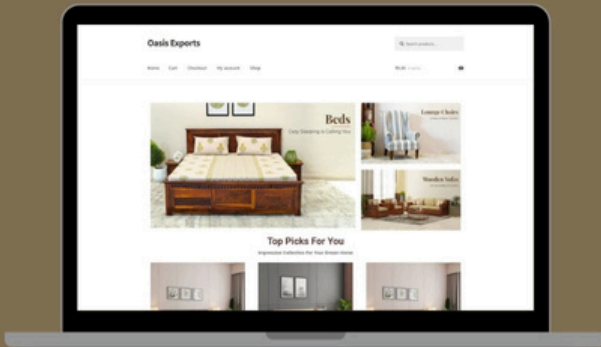 Oasis Exports
Search products...
Home Cart Checkout My account Shop
Beds
Cozy Sleeping is Calling You
Lounge Chairs
Wooden Sofas
Top Picks For You
Impressive Collection For Your Dream Home